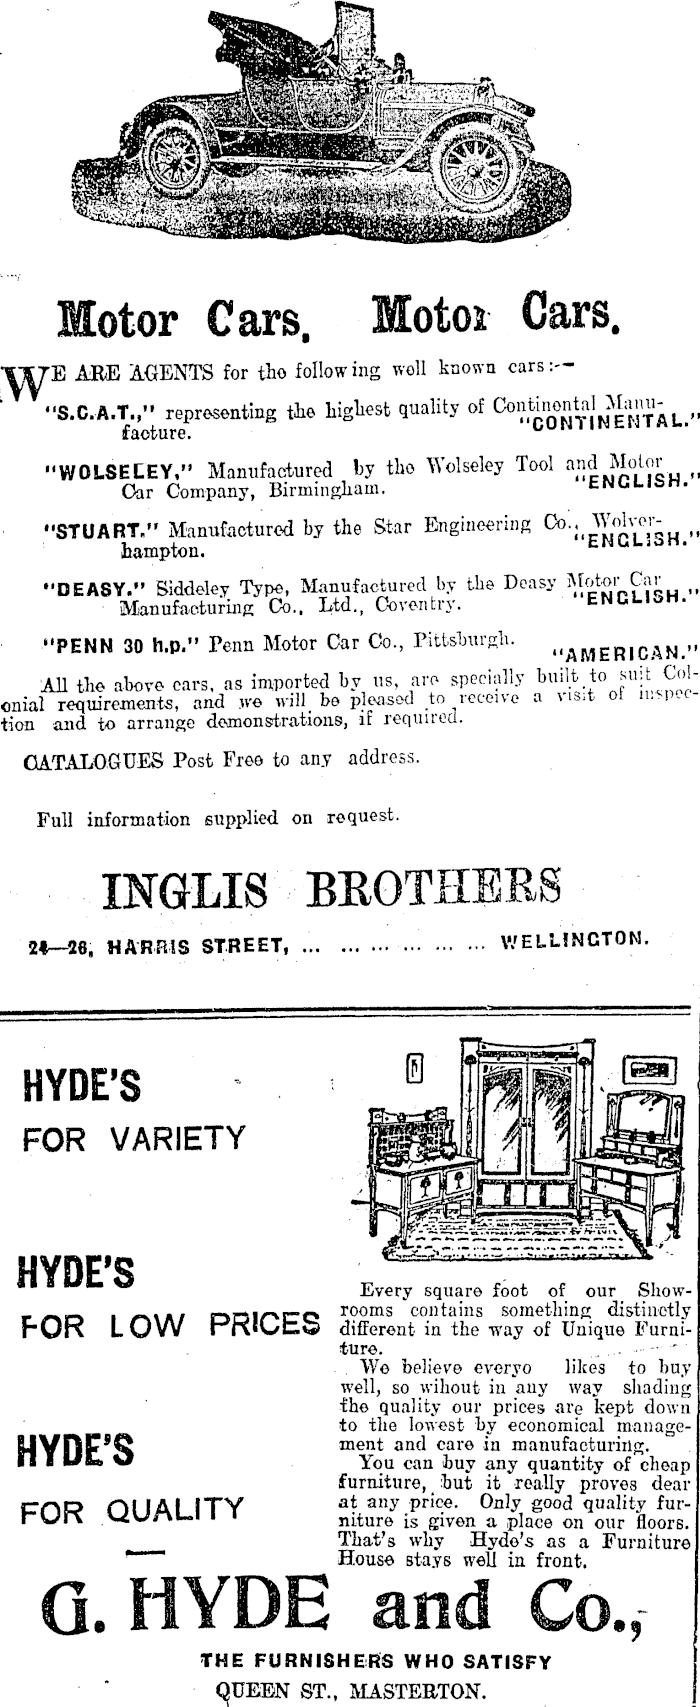 Motor Cars. Motor Cars.
WE ARE AGENTS for the following well known cars:—
"S.C.A.T.," representing the highest quality of Continental Manu-
facture. "CONTINENTAL."
"WOLSELEY," Manufactured by the Wolseley Tool and Motor
Car Company, Birmingham. "ENGLISH."
"STUART." Manufactured by the Star Engineering Co., Wolver-
hampton. "ENGLISH."
"DEASY." Siddeley Type, Manufactured by the Deasy Motor Car
Manufacturing Co., Ltd., Coventry. "ENGLISH."
"PENN 30 h.p." Penn Motor Car Co., Pittsburgh.
"AMERICAN."
All the above cars, as imported by us, are specially built to suit Col-
onial requirements, and we will be pleased to receive a visit of inspec-
tion and to arrange demonstrations, if required.
CATALOGUES Post Free to any address.
Full information supplied on request.
INGLIS BROTHERS
24—26, HARRIS STREET, ... ... ... ... ... ... WELLINGTON.
HYDE'S
FOR VARIETY
HYDE'S
FOR LOW PRICES
HYDE'S
FOR QUALITY
Every square foot of our Show-
rooms contains something distinctly
different in the way of Unique Furni-
ture.
We believe everyo likes to buy
well, so wihout in any way shading
the quality our prices are kept down
to the lowest by economical manage-
ment and care in manufacturing.
You can buy any quantity of cheap
furniture, but it really proves dear
at any price. Only good quality fur-
niture is given a place on our floors.
That's why Hyde's as a Furniture
House stays well in front.
G. HYDE and Co.,
THE FURNISHERS WHO SATISFY
QUEEN ST., MASTERTON.